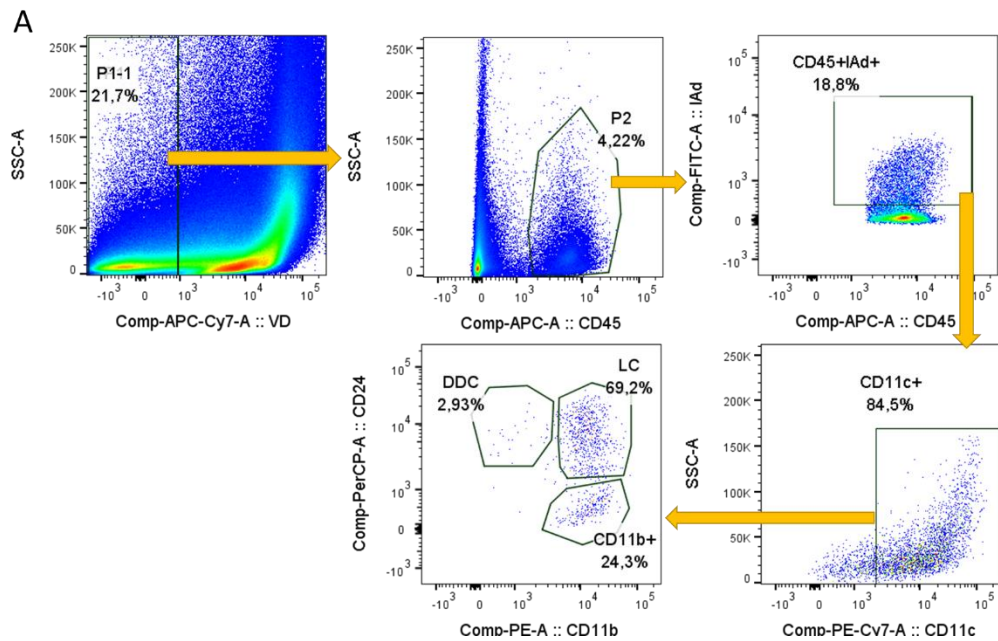 A
250K
200K
150K
100K
50K
0
SSC-A
P1-1
21,7%
-10³
0
10³
10⁴
10⁵
Comp-APC-Cy7-A :: VD
250K
200K
150K
100K
50K
0
SSC-A
P2
4,22%
-10³
0
10³
10⁴
10⁵
Comp-APC-A :: CD45
10⁵
10⁴
10³
0
-10³
Comp-FITC-A :: IAd
CD45+IAd+
18,8%
-10³
0
10³
10⁴
10⁵
Comp-APC-A :: CD45
10⁵
10⁴
10³
0
-10³
Comp-PerCP-A :: CD24
DDC
2,93%
LC
69,2%
CD11b+
24,3%
-10³
0
10³
10⁴
10⁵
Comp-PE-A :: CD11b
250K
200K
150K
100K
50K
0
SSC-A
CD11c+
84,5%
-10³
0
10³
10⁴
10⁵
Comp-PE-Cy7-A :: CD11c